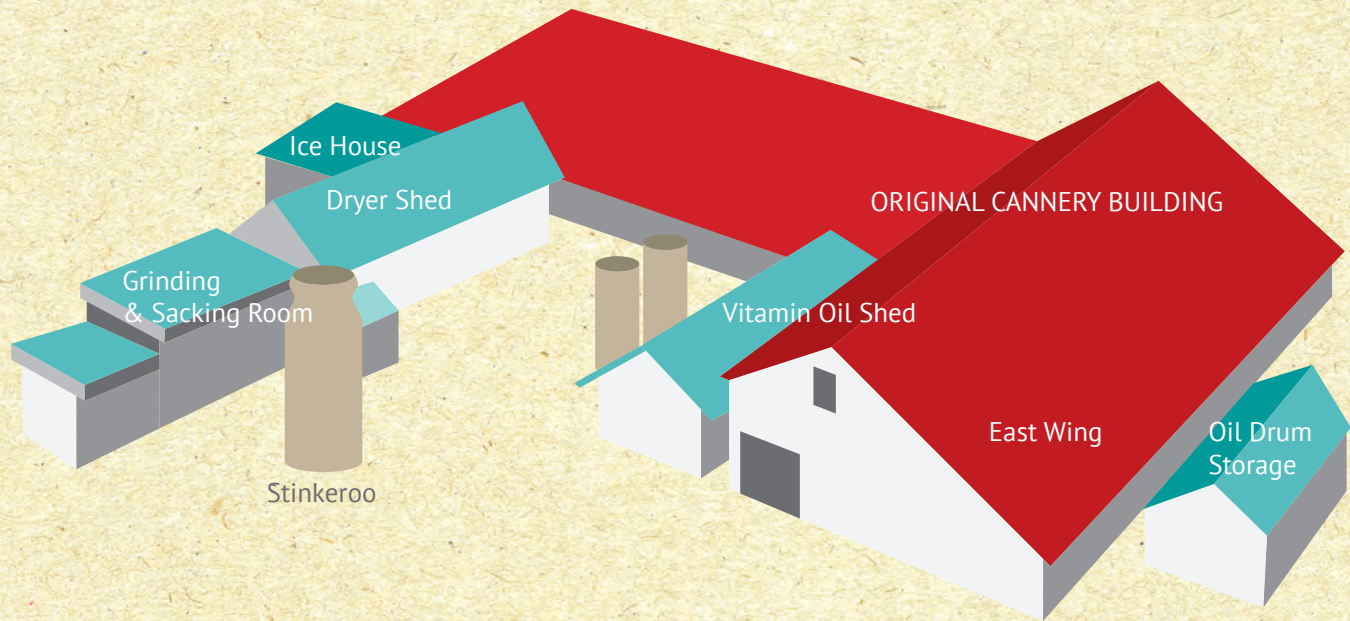 Ice House
Dryer Shed
ORIGINAL CANNERY BUILDING
Grinding
& Sacking Room
Vitamin Oil Shed
East Wing
Oil Drum
Storage
Stinkeroo